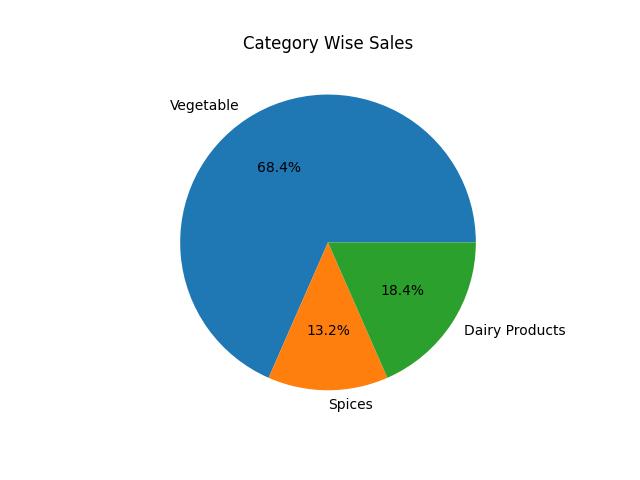 Category Wise Sales
Vegetable
68.4%
18.4%
13.2%
Dairy Products
Spices